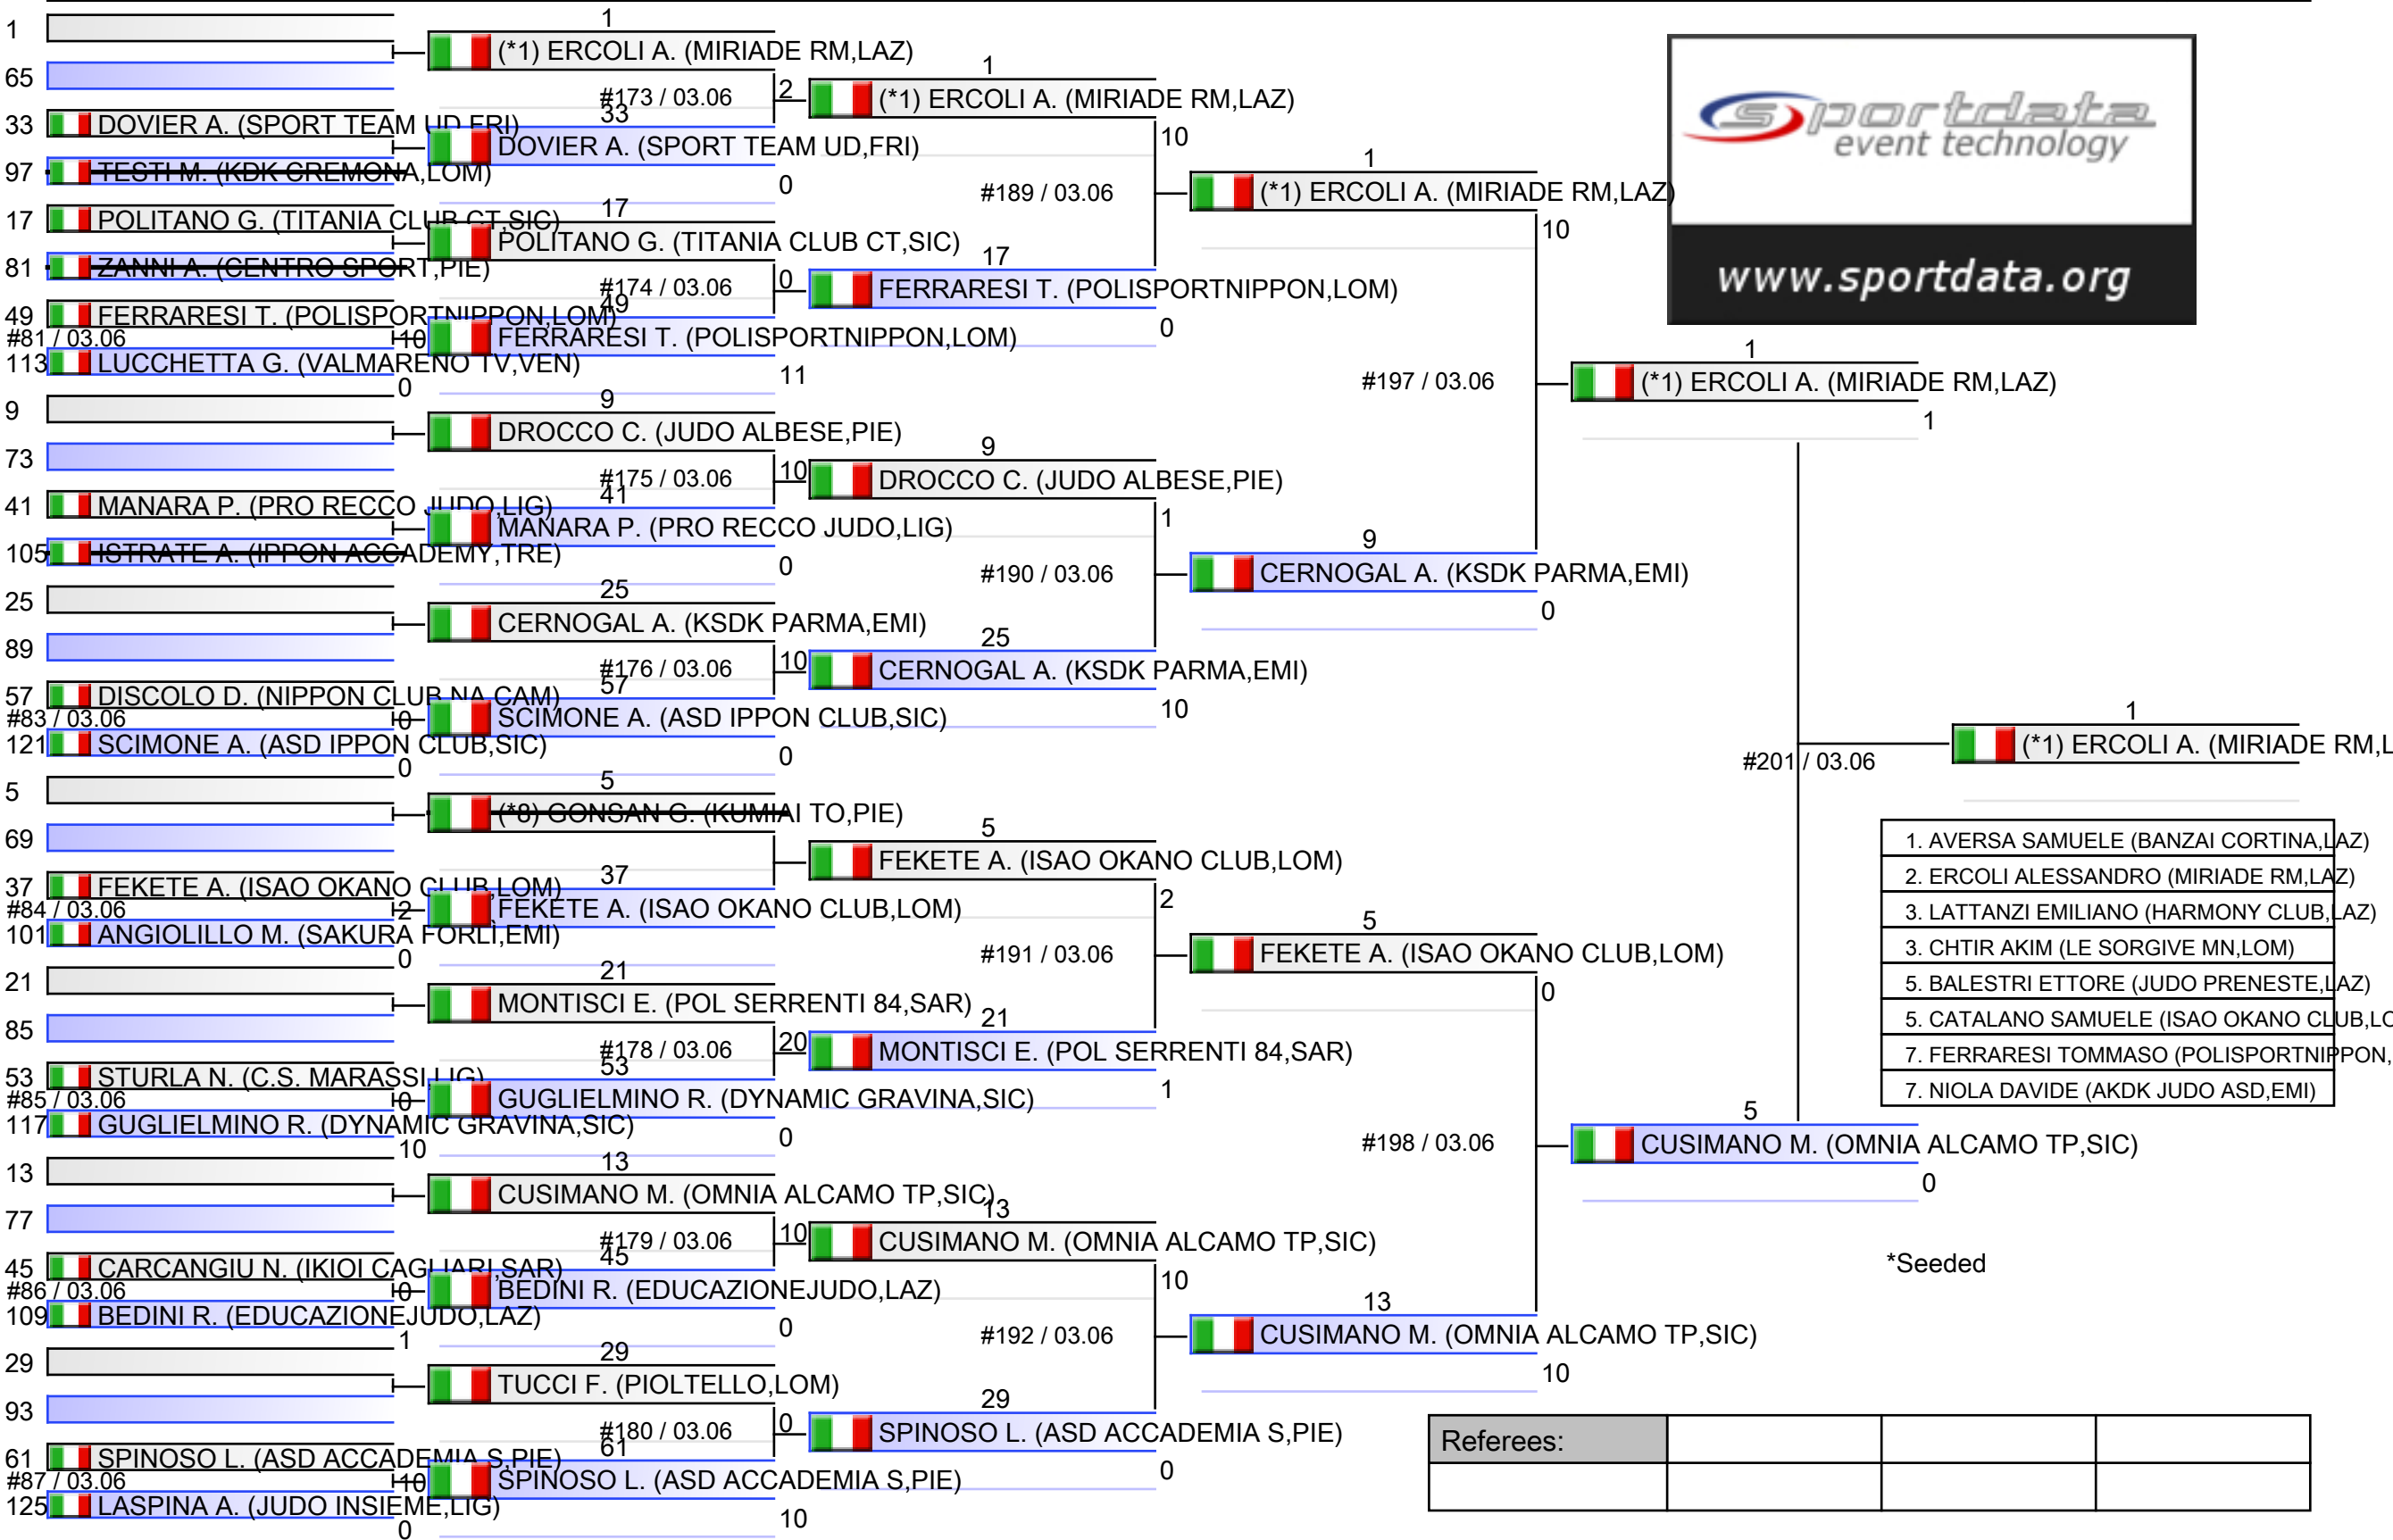 1
65
33 DOVIER A. (SPORT TEAM UD,FRI)
97 TESTI M. (KDK CREMONA,LOM)
17 POLITANO G. (TITANIA CLUB CT,SIC)
81 ZANNI A. (CENTRO SPORT,PIE)
49 FERRARESI T. (POLISPORTNIPPON,LOM)
#81 / 03.06 10
113 LUCCHETTA G. (VALMARENO TV,VEN)
0
9
73
41 MANARA P. (PRO RECCO JUDO,LIG)
105 ISTRATE A. (IPPON ACCADEMY,TRE)
25
89
57 DISCOLO D. (NIPPON CLUB NA,CAM)
#83 / 03.06 0
121 SCIMONE A. (ASD IPPON CLUB,SIC)
0
5
69
37 FEKETE A. (ISAO OKANO CLUB,LOM)
#84 / 03.06 2
101 ANGIOLILLO M. (SAKURA FORLÌ,EMI)
0
21
85
53 STURLA N. (C.S. MARASSI,LIG)
#85 / 03.06 0
117 GUGLIELMINO R. (DYNAMIC GRAVINA,SIC)
10
13
77
45 CARCANGIU N. (IKIOI CAGLIARI,SAR)
#86 / 03.06 0
109 BEDINI R. (EDUCAZIONEJUDO,LAZ)
1
29
93
61 SPINOSO L. (ASD ACCADEMIA S,PIE)
#87 / 03.06 10
125 LASPINA A. (JUDO INSIEME,LIG)
0
1
(*1) ERCOLI A. (MIRIADE RM,LAZ)
#173 / 03.06 2
33
DOVIER A. (SPORT TEAM UD,FRI)
0
17
POLITANO G. (TITANIA CLUB CT,SIC)
#174 / 03.06 0
49
FERRARESI T. (POLISPORTNIPPON,LOM)
11
9
DROCCO C. (JUDO ALBESE,PIE)
#175 / 03.06 10
41
MANARA P. (PRO RECCO JUDO,LIG)
0
25
CERNOGAL A. (KSDK PARMA,EMI)
#176 / 03.06 10
57
SCIMONE A. (ASD IPPON CLUB,SIC)
0
5
(*8) GONSAN G. (KUMIAI TO,PIE)
37
FEKETE A. (ISAO OKANO CLUB,LOM)
21
MONTISCI E. (POL SERRENTI 84,SAR)
#178 / 03.06 20
53
GUGLIELMINO R. (DYNAMIC GRAVINA,SIC)
0
13
CUSIMANO M. (OMNIA ALCAMO TP,SIC)
#179 / 03.06 10
45
BEDINI R. (EDUCAZIONEJUDO,LAZ)
0
29
TUCCI F. (PIOLTELLO,LOM)
#180 / 03.06 0
61
SPINOSO L. (ASD ACCADEMIA S,PIE)
10
1
(*1) ERCOLI A. (MIRIADE RM,LAZ)
10
#189 / 03.06
17
FERRARESI T. (POLISPORTNIPPON,LOM)
0
9
DROCCO C. (JUDO ALBESE,PIE)
1
#190 / 03.06
25
CERNOGAL A. (KSDK PARMA,EMI)
10
5
FEKETE A. (ISAO OKANO CLUB,LOM)
2
#191 / 03.06
21
MONTISCI E. (POL SERRENTI 84,SAR)
1
13
CUSIMANO M. (OMNIA ALCAMO TP,SIC)
10
#192 / 03.06
29
SPINOSO L. (ASD ACCADEMIA S,PIE)
0
1
(*1) ERCOLI A. (MIRIADE RM,LAZ)
10
#197 / 03.06
9
CERNOGAL A. (KSDK PARMA,EMI)
0
5
FEKETE A. (ISAO OKANO CLUB,LOM)
0
#198 / 03.06
13
CUSIMANO M. (OMNIA ALCAMO TP,SIC)
10
1
(*1) ERCOLI A. (MIRIADE RM,LAZ)
1
#201 / 03.06
5
CUSIMANO M. (OMNIA ALCAMO TP,SIC)
0
1
(*1) ERCOLI A. (MIRIADE RM,L
sportdata
event technology
www.sportdata.org
1. AVERSA SAMUELE (BANZAI CORTINA,LAZ)
2. ERCOLI ALESSANDRO (MIRIADE RM,LAZ)
3. LATTANZI EMILIANO (HARMONY CLUB,LAZ)
3. CHTIR AKIM (LE SORGIVE MN,LOM)
5. BALESTRI ETTORE (JUDO PRENESTE,LAZ)
5. CATALANO SAMUELE (ISAO OKANO CLUB,LO
7. FERRARESI TOMMASO (POLISPORTNIPPON,
7. NIOLA DAVIDE (AKDK JUDO ASD,EMI)
*Seeded
Referees: